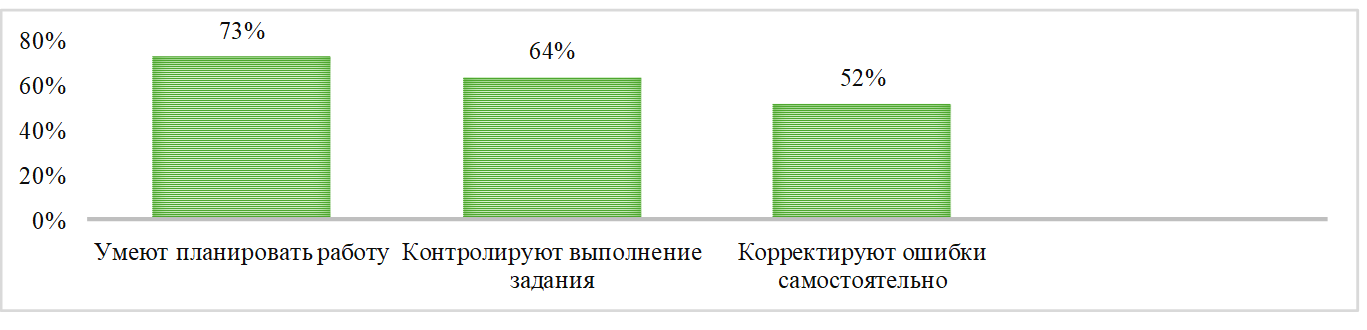 73%
64%
52%
80%
60%
40%
20%
0%
Умеют планировать работу
Контролируют выполнение
задания
Корректируют ошибки
самостоятельно